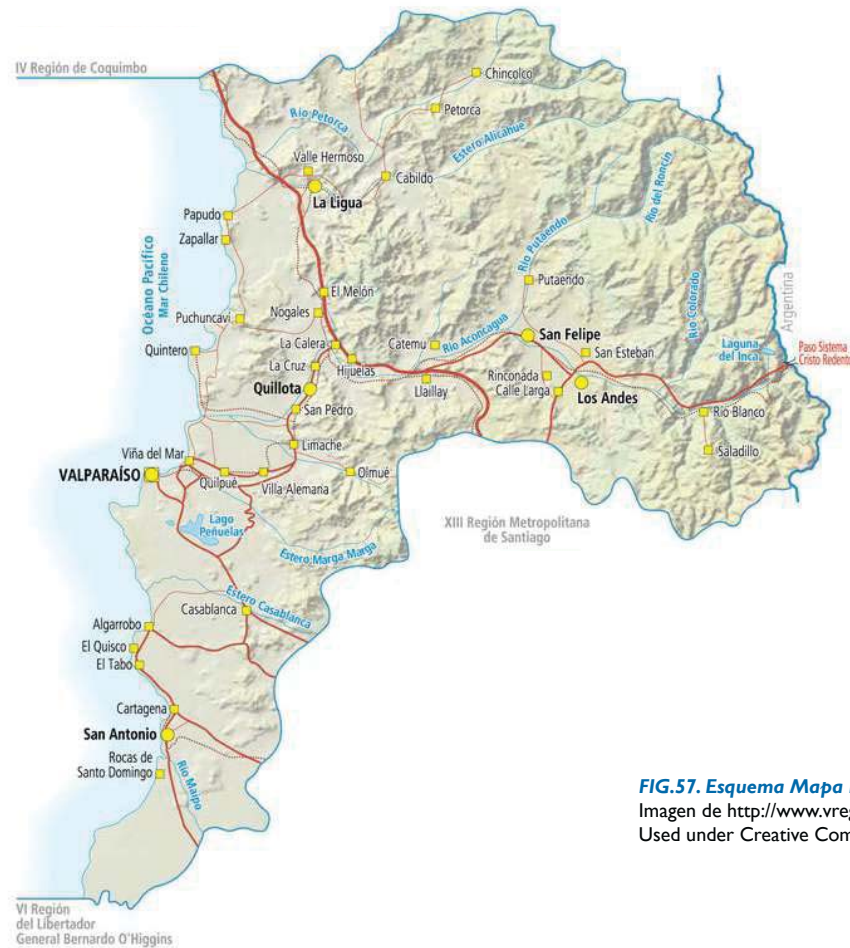 IV Región de Coquimbo
Chincolco
Petorca
Río Petorca
Estero Alicahue
Valle Hermoso
Cabildo
La Ligua
Río del Roncín
Papudo
Zapallar
Océano Pacífico
Mar Chileno
Río Putaendo
Putaendo
El Melón
Río Colorado
Argentina
Nogales
Puchuncaví
Río Aconcagua
San Felipe
La Calera
Catemu
San Esteban
Laguna
del Inca
Paso Sistema
Cristo Redent
Quintero
La Cruz
Hijuelas
Rinconada
Calle Larga
Los Andes
Quillota
Llaillay
San Pedro
Río Blanco
Limache
Saladillo
Viña del Mar
VALPARAÍSO
Quilpué
Villa Alemana
Olmué
Lago
Peñuelas
XIII Región Metropolitana
de Santiago
Estero Marga Marga
Estero Casablanca
Casablanca
Algarrobo
El Quisco
El Tabo
Cartagena
San Antonio
Rocas de
Santo Domingo
Río Maipo
FIG.57. Esquema Mapa
Imagen de http://www.vreg
Used under Creative Com
VI Región
del Libertador
General Bernardo O'Higgins